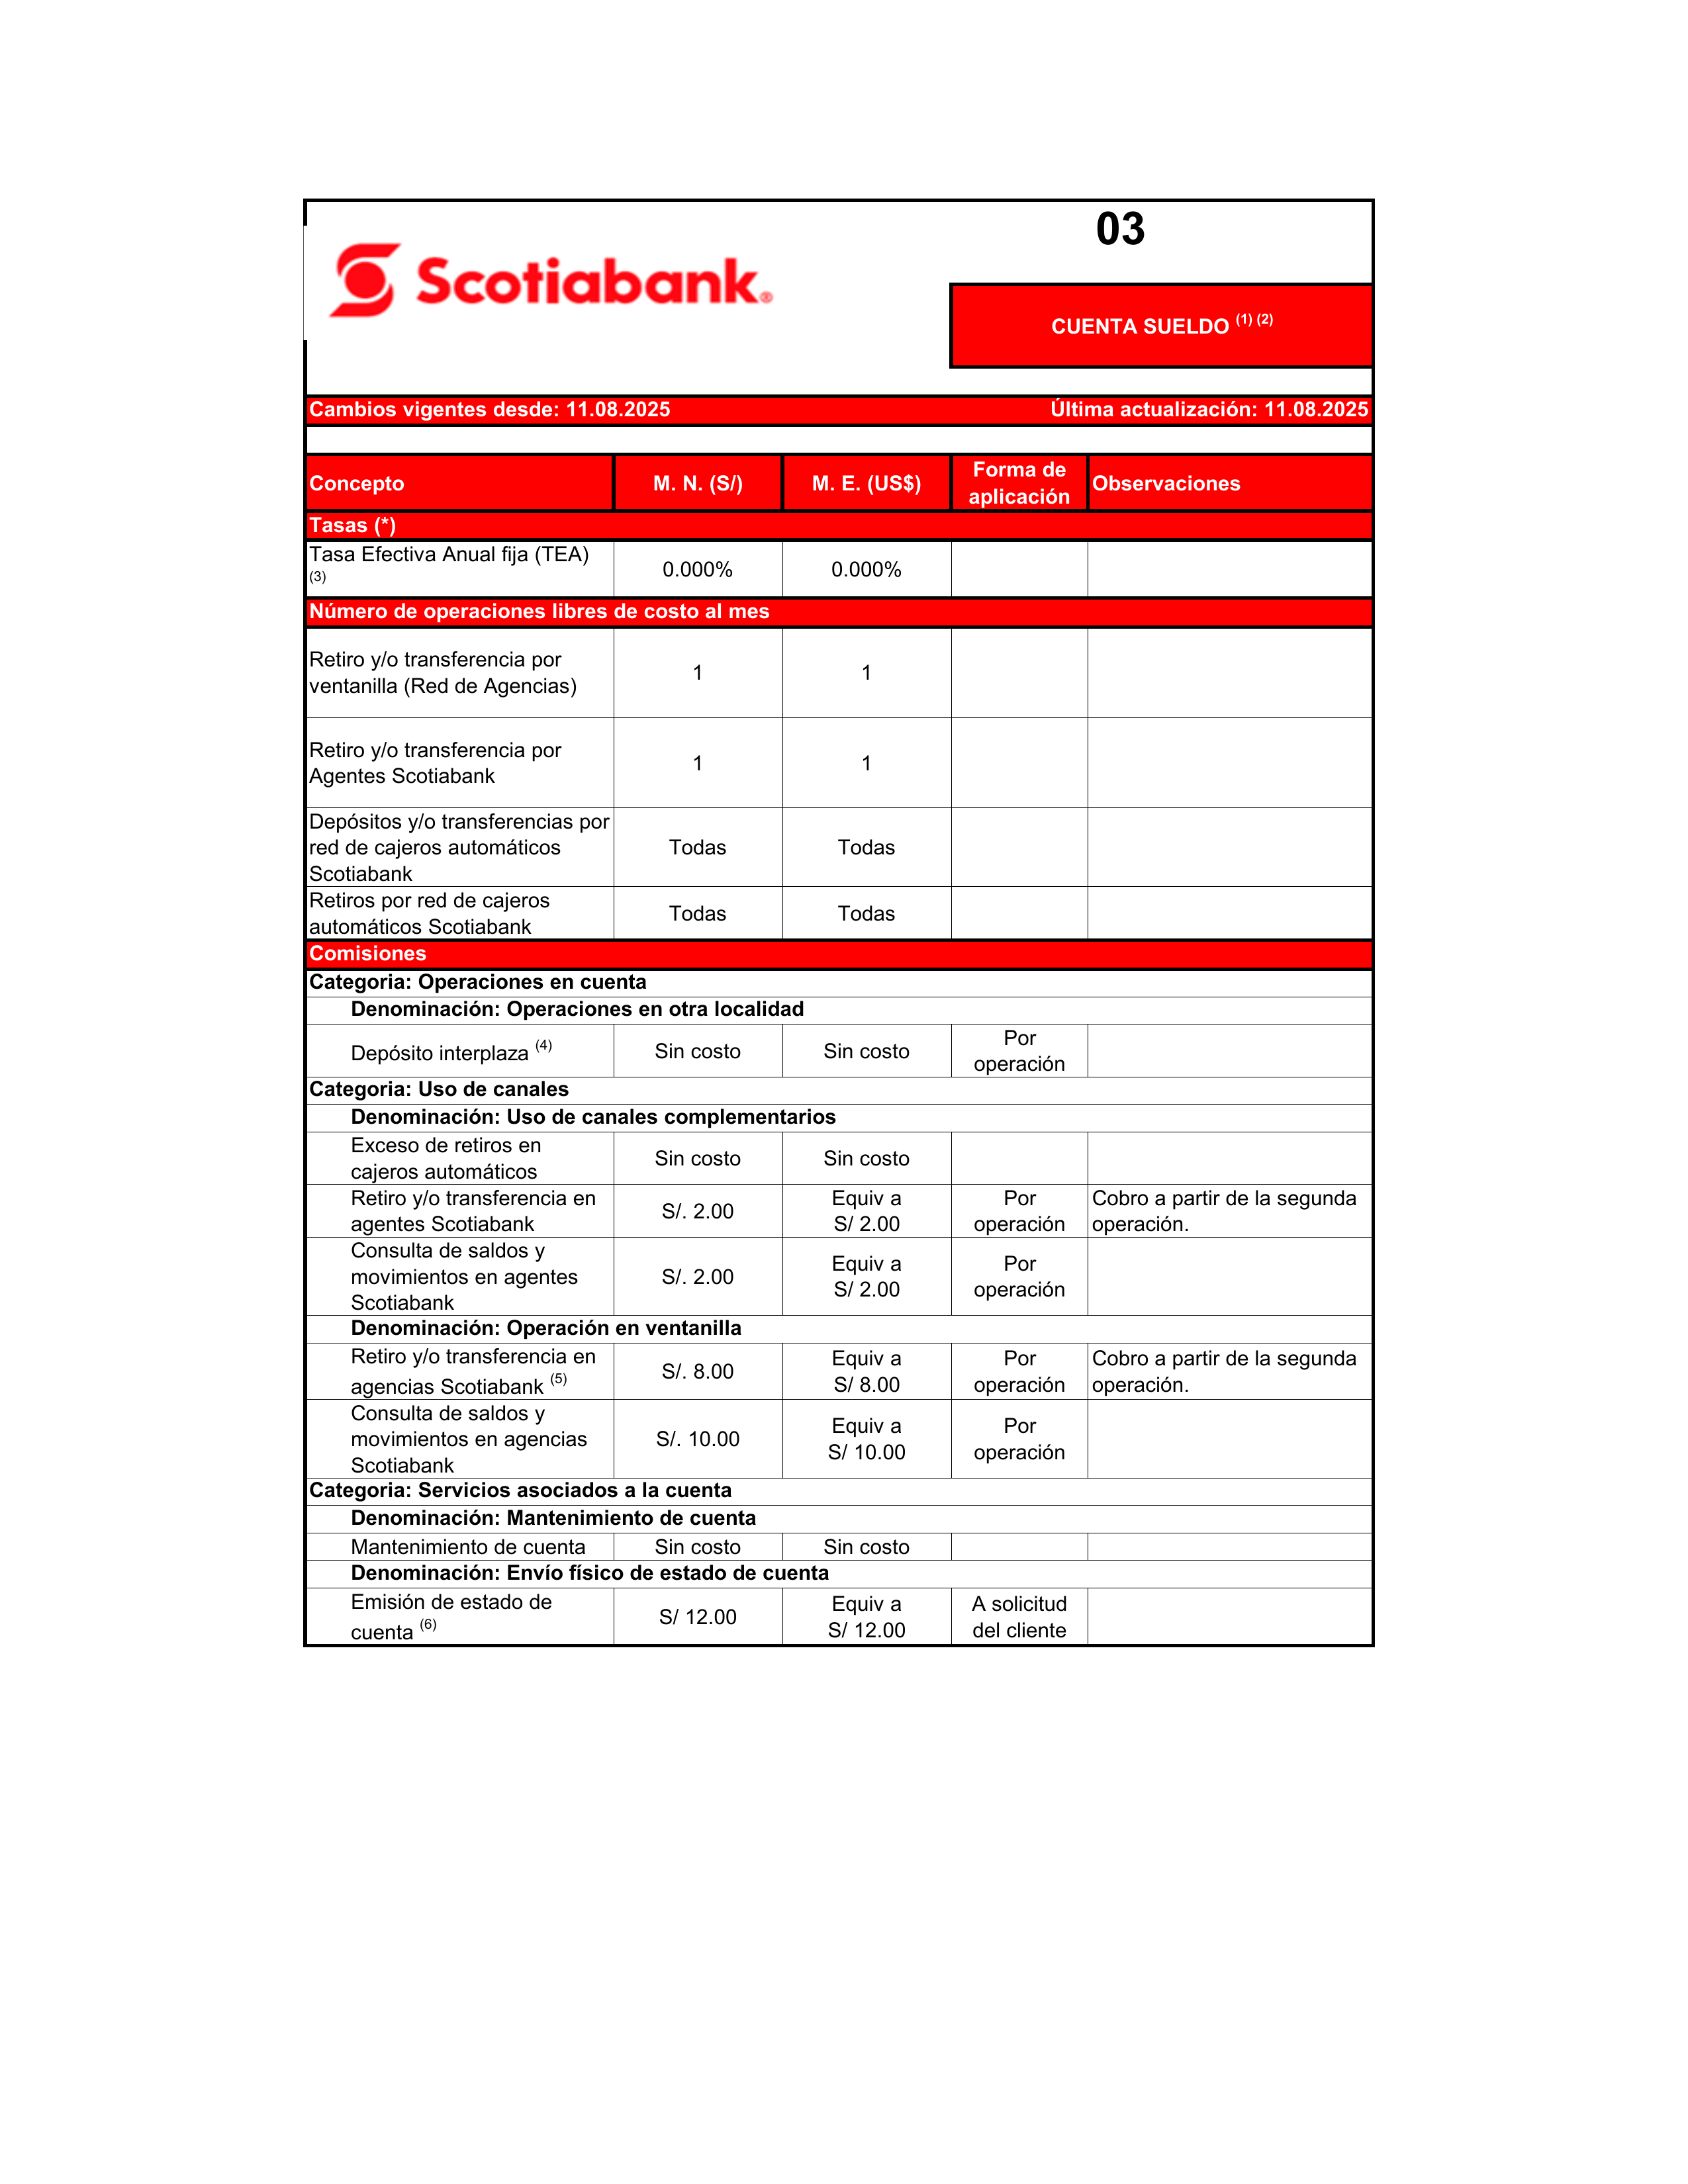 03
Scotiabank®
CUENTA SUELDO (1) (2)
Cambios vigentes desde: 11.08.2025 Última actualización: 11.08.2025
Concepto M. N. (S/) M. E. (US$) Forma de aplicación Observaciones
Tasas (*)
Tasa Efectiva Anual fija (TEA) (3) 0.000% 0.000%
Número de operaciones libres de costo al mes
Retiro y/o transferencia por ventanilla (Red de Agencias) 1 1
Retiro y/o transferencia por Agentes Scotiabank 1 1
Depósitos y/o transferencias por red de cajeros automáticos Scotiabank Todas Todas
Retiros por red de cajeros automáticos Scotiabank Todas Todas
Comisiones
Categoria: Operaciones en cuenta
Denominación: Operaciones en otra localidad
Depósito interplaza (4) Sin costo Sin costo Por operación
Categoria: Uso de canales
Denominación: Uso de canales complementarios
Exceso de retiros en cajeros automáticos Sin costo Sin costo
Retiro y/o transferencia en agentes Scotiabank S/. 2.00 Equiv a S/ 2.00 Por operación Cobro a partir de la segunda operación.
Consulta de saldos y movimientos en agentes Scotiabank S/. 2.00 Equiv a S/ 2.00 Por operación
Denominación: Operación en ventanilla
Retiro y/o transferencia en agencias Scotiabank (5) S/. 8.00 Equiv a S/ 8.00 Por operación Cobro a partir de la segunda operación.
Consulta de saldos y movimientos en agencias Scotiabank S/. 10.00 Equiv a S/ 10.00 Por operación
Categoria: Servicios asociados a la cuenta
Denominación: Mantenimiento de cuenta
Mantenimiento de cuenta Sin costo Sin costo
Denominación: Envío físico de estado de cuenta
Emisión de estado de cuenta (6) S/ 12.00 Equiv a S/ 12.00 A solicitud del cliente